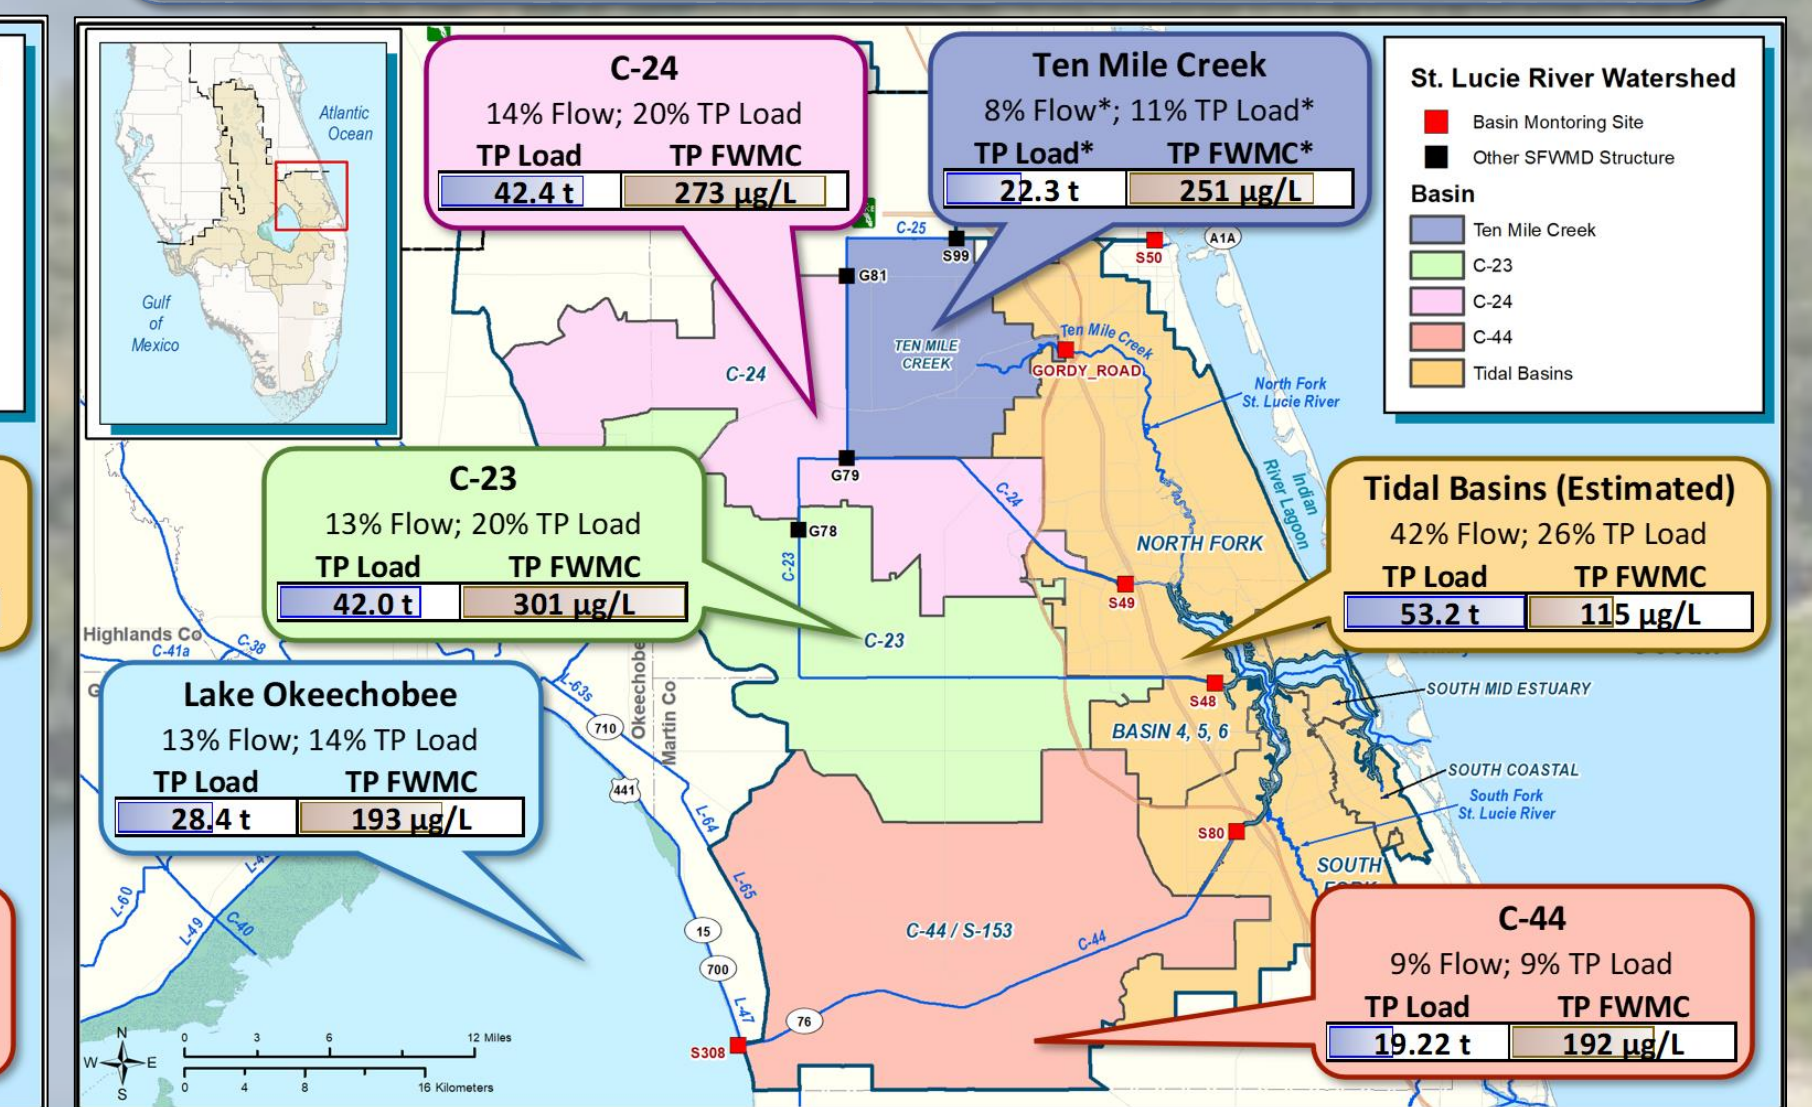 Atlantic
Ocean
Gulf
of
Mexico
C-24
14% Flow; 20% TP Load
TP Load TP FWMC
42.4 t 273 µg/L
Ten Mile Creek
8% Flow*; 11% TP Load*
TP Load* TP FWMC*
22.3 t 251 µg/L
St. Lucie River Watershed
Basin Montoring Site
Other SFWMD Structure
Basin
Ten Mile Creek
C-23
C-24
C-44
Tidal Basins
C-25
S99
S50
A1A
G81
TEN MILE
CREEK
Ten Mile Creek
GORDY_ROAD
C-24
North Fork
St. Lucie River
Indian
River Lagoon
G79
C-24
G78
C-23
NORTH FORK
S49
C-23
13% Flow; 20% TP Load
TP Load TP FWMC
42.0 t 301 µg/L
Tidal Basins (Estimated)
42% Flow; 26% TP Load
TP Load TP FWMC
53.2 t 115 µg/L
C-23
Highlands Co
C-41a
C-38
G
L-63s
Okeechobe
Martin Co
S48
SOUTH MID ESTUARY
BASIN 4, 5, 6
Lake Okeechobee
13% Flow; 14% TP Load
TP Load TP FWMC
28.4 t 193 µg/L
710
441
L-64
SOUTH COASTAL
South Fork
St. Lucie River
S80
SOUTH
L-65
L-60
L-49
C-40
15
700
L-47
C-44 / S-153
C-44
76
S308
C-44
9% Flow; 9% TP Load
TP Load TP FWMC
19.22 t 192 µg/L
N
W E
S
0 3 6 12 Miles
0 4 8 16 Kilometers